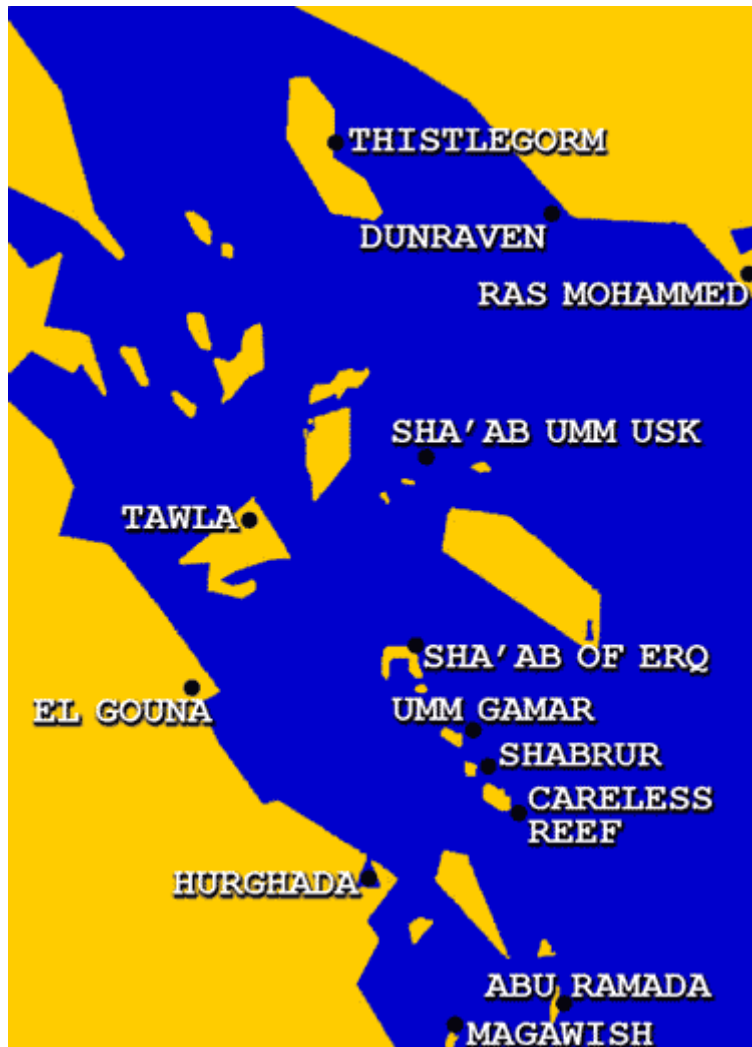 THISTLEGORM
DUNRAVEN
RAS MOHAMMED
SHA'AB UMM USK
TAWLA
SHA'AB OF ERQ
EL GOUNA
UMM GAMAR
SHABRUR
CARELESS
REEF
HURGHADA
ABU RAMADA
MAGAWISH